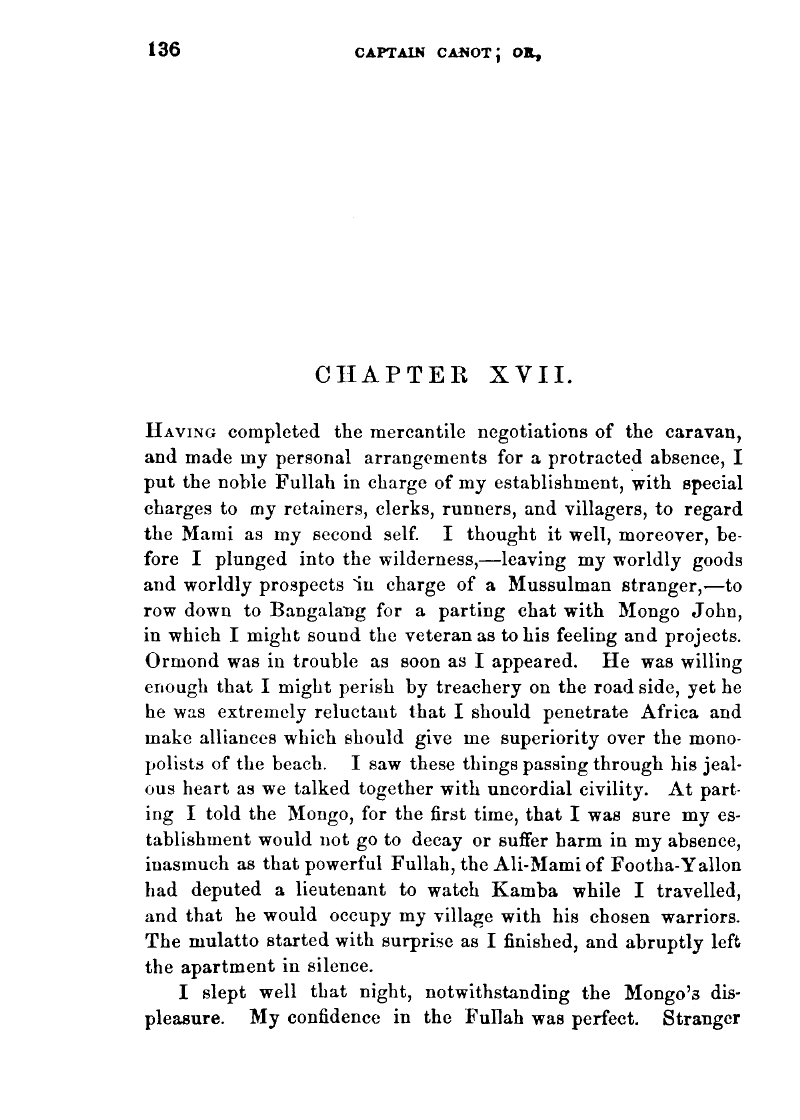 136 CAPTAIN CANOT; OR,
CHAPTER XVII.
HAVING completed the mercantile negotiations of the caravan,
and made my personal arrangements for a protracted absence, I
put the noble Fullah in charge of my establishment, with special
charges to my retainers, clerks, runners, and villagers, to regard
the Mami as my second self. I thought it well, moreover, be-
fore I plunged into the wilderness,—leaving my worldly goods
and worldly prospects in charge of a Mussulman stranger,—to
row down to Bangalang for a parting chat with Mongo John,
in which I might sound the veteran as to his feeling and projects.
Ormond was in trouble as soon as I appeared. He was willing
enough that I might perish by treachery on the road side, yet he
he was extremely reluctant that I should penetrate Africa and
make alliances which should give me superiority over the mono-
polists of the beach. I saw these things passing through his jeal-
ous heart as we talked together with uncordial civility. At part-
ing I told the Mongo, for the first time, that I was sure my es-
tablishment would not go to decay or suffer harm in my absence,
inasmuch as that powerful Fullah, the Ali-Mami of Footha-Yallon
had deputed a lieutenant to watch Kamba while I travelled,
and that he would occupy my village with his chosen warriors.
The mulatto started with surprise as I finished, and abruptly left
the apartment in silence.
I slept well that night, notwithstanding the Mongo's dis-
pleasure. My confidence in the Fullah was perfect. Stranger